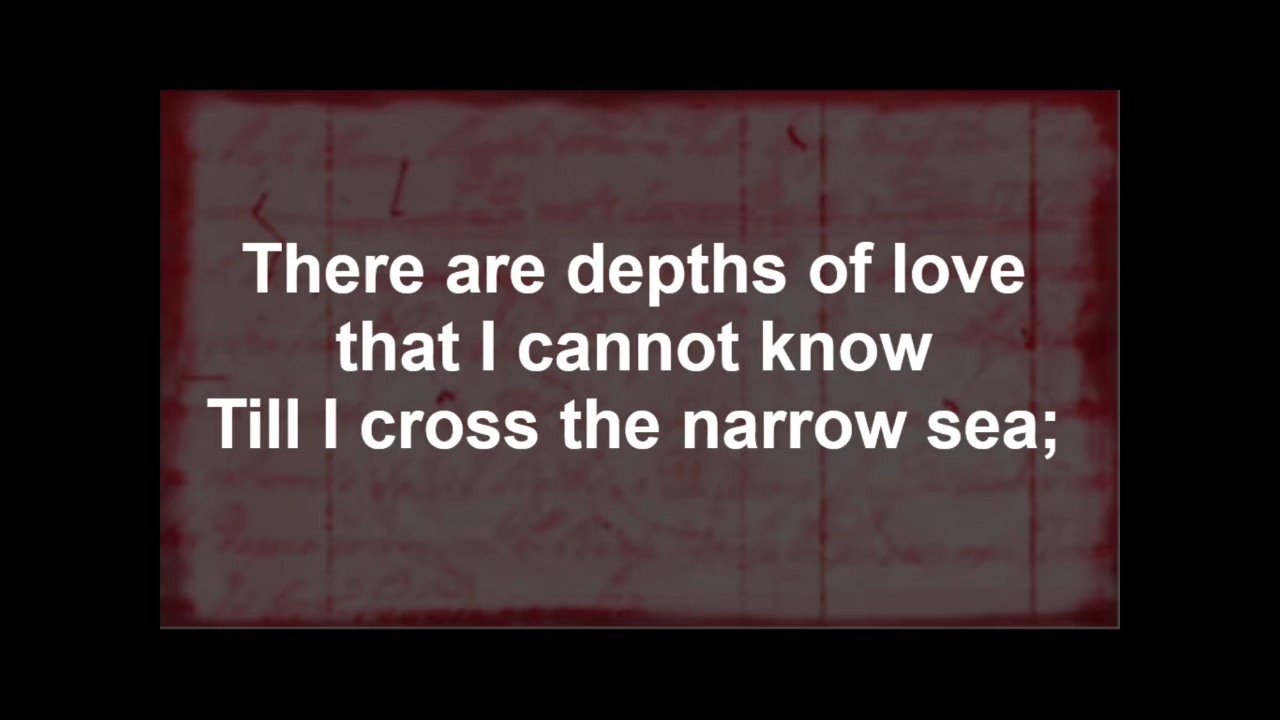 There are depths of love
that I cannot know
Till I cross the narrow sea;